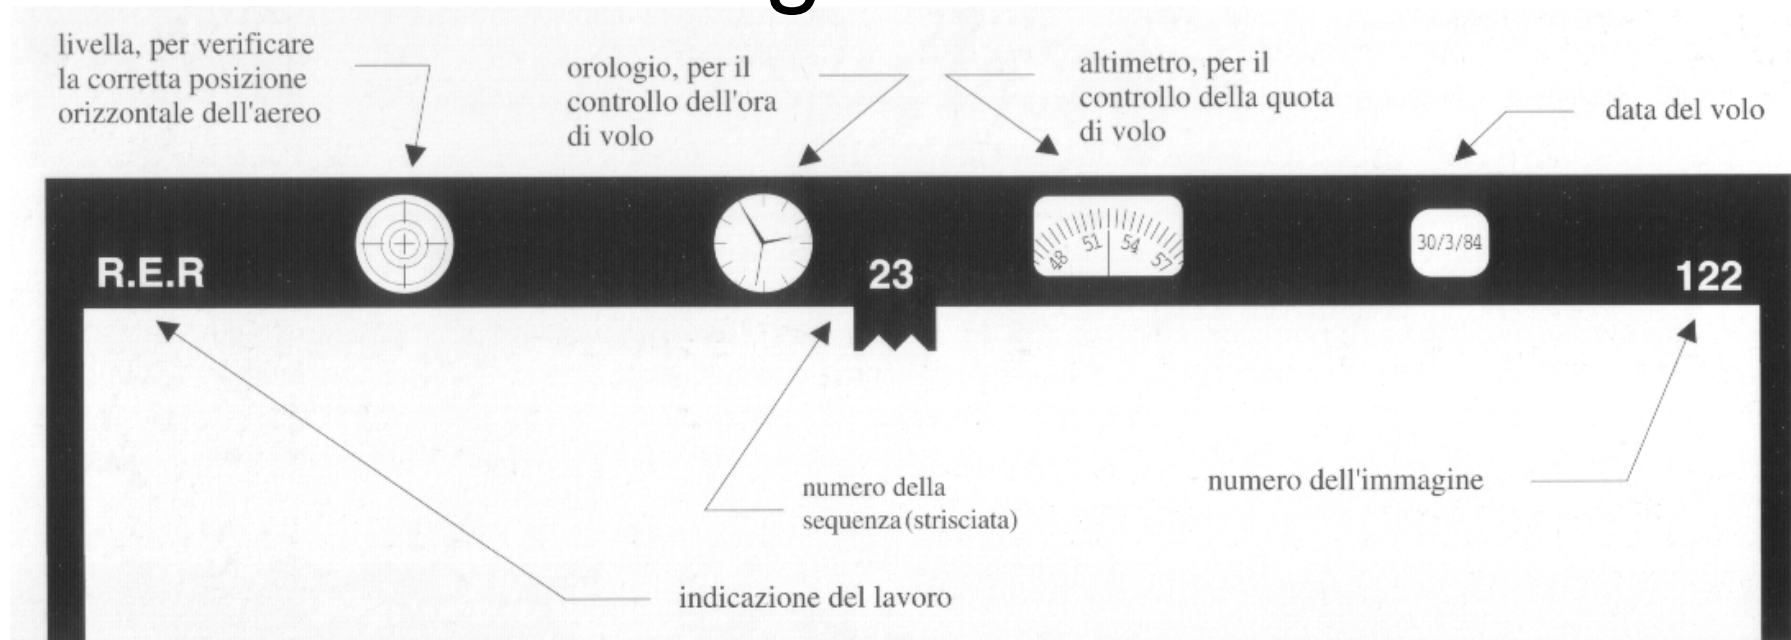 livella, per verificare
la corretta posizione
orizzontale dell'aereo
orologio, per il
controllo dell'ora
di volo
altimetro, per il
controllo della quota
di volo
data del volo
R.E.R
23
48 51 54 57
30/3/84
122
numero della
sequenza (strisciata)
numero dell'immagine
indicazione del lavoro